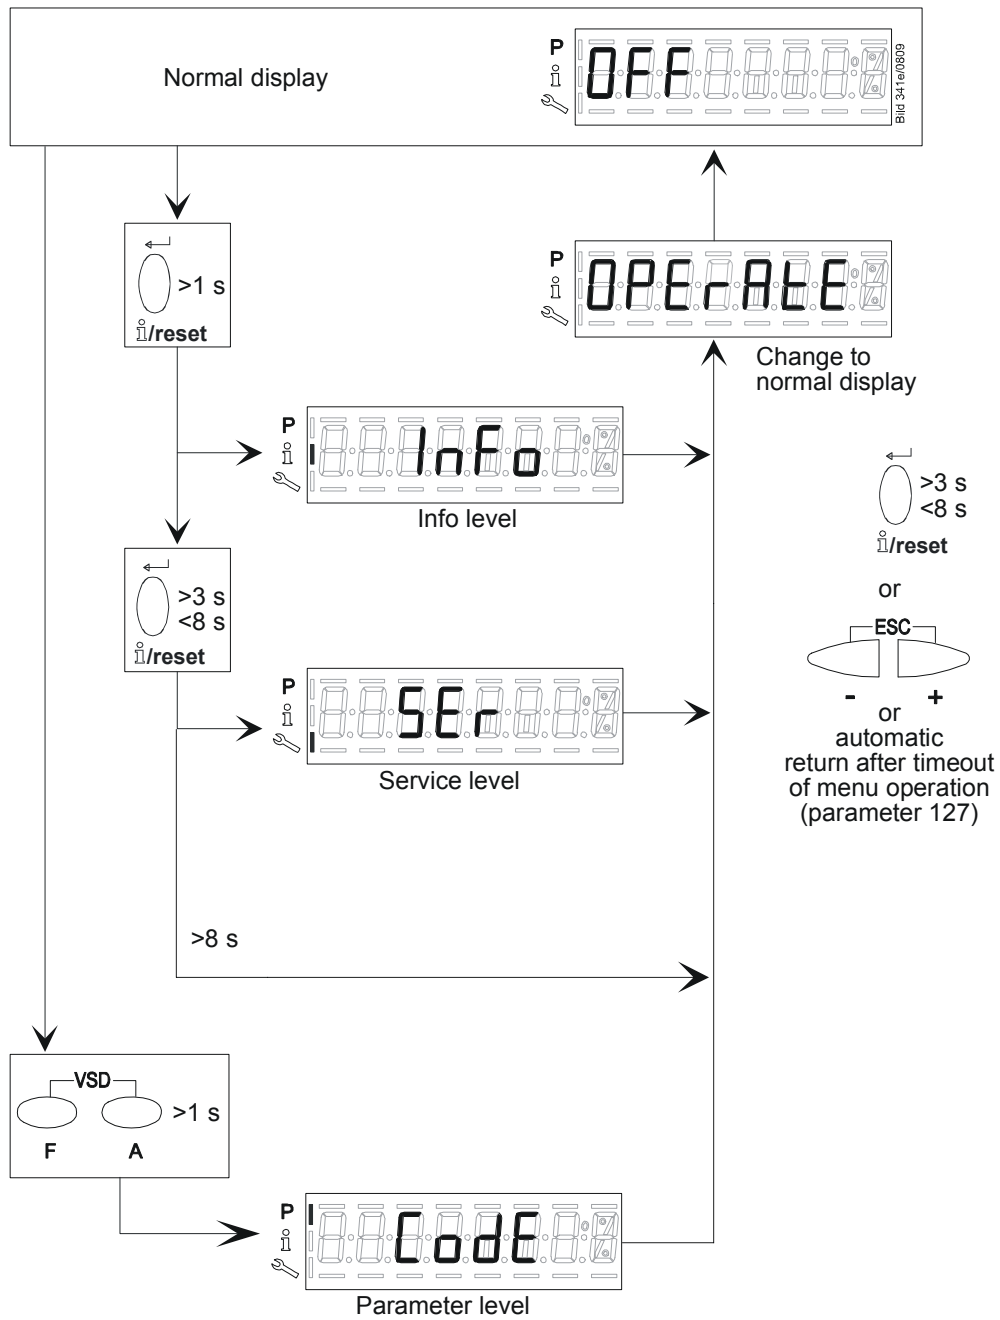 Normal display
P
i
OFF
Bild 341e/0809
>1 s
i/reset
P
i
OPErAtE
Change to
normal display
P
i
InFo
Info level
>3 s
<8 s
i/reset
>3 s
<8 s
i/reset
or
ESC
- +
or
automatic
return after timeout
of menu operation
(parameter 127)
P
i
SEr
Service level
>8 s
VSD
>1 s
F A
P
i
CodE
Parameter level